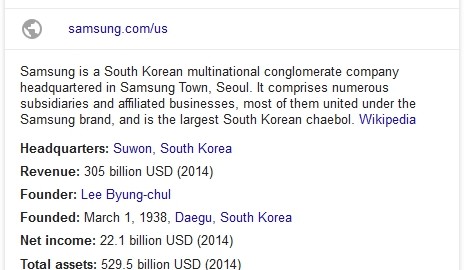 samsung.com/us
Samsung is a South Korean multinational conglomerate company
headquartered in Samsung Town, Seoul. It comprises numerous
subsidiaries and affiliated businesses, most of them united under the
Samsung brand, and is the largest South Korean chaebol. Wikipedia
Headquarters: Suwon, South Korea
Revenue: 305 billion USD (2014)
Founder: Lee Byung-chul
Founded: March 1, 1938, Daegu, South Korea
Net income: 22.1 billion USD (2014)
Total assets: 529.5 billion USD (2014)